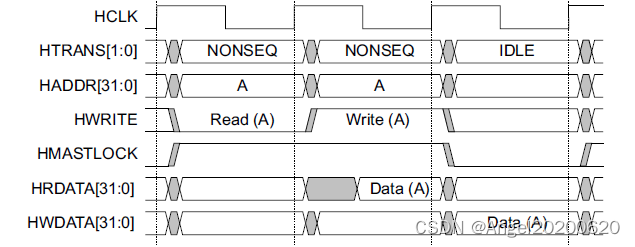 HCLK
HTRANS[1:0] NONSEQ NONSEQ IDLE
HADDR[31:0] A A
HWRITE Read (A) Write (A)
HMASTLOCK
HRDATA[31:0] Data (A)
HWDATA[31:0] Data (A)
CSDN @Angel20200620